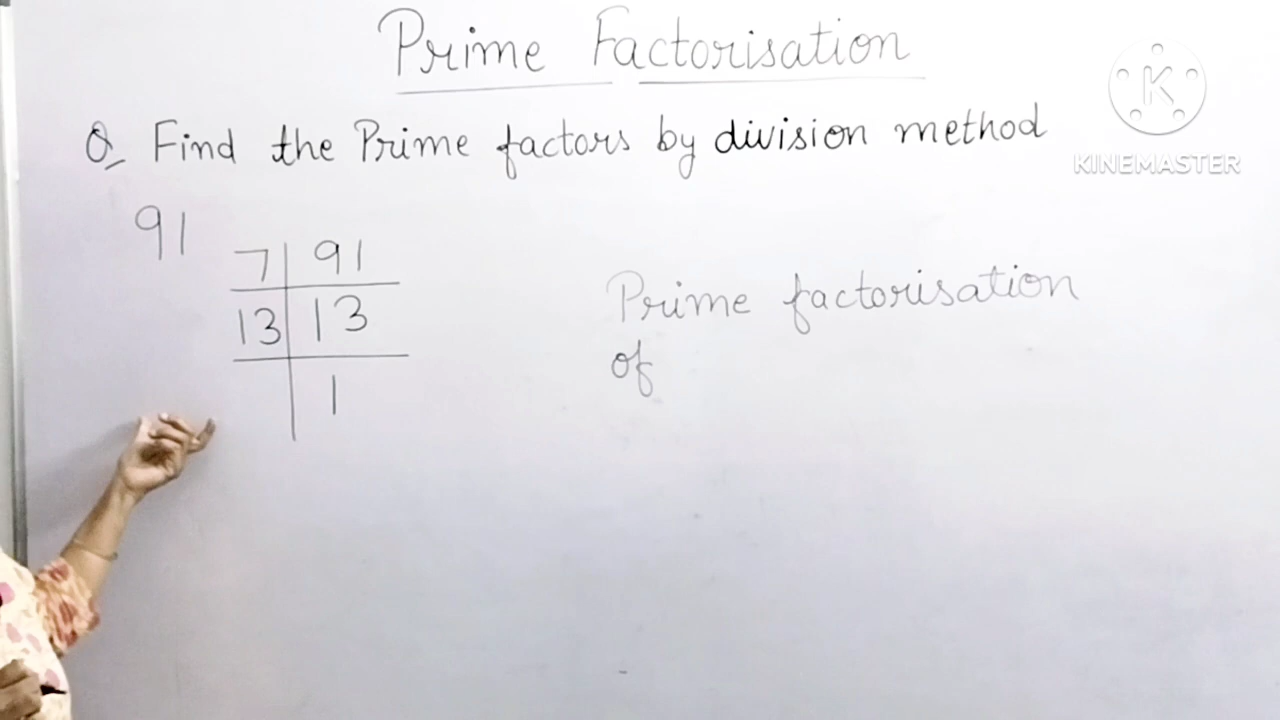 Prime Factorisation
Q Find the Prime factors by division method
91
7 | 91
13 | 13
1
Prime factorisation
of
K
KINEMASTER